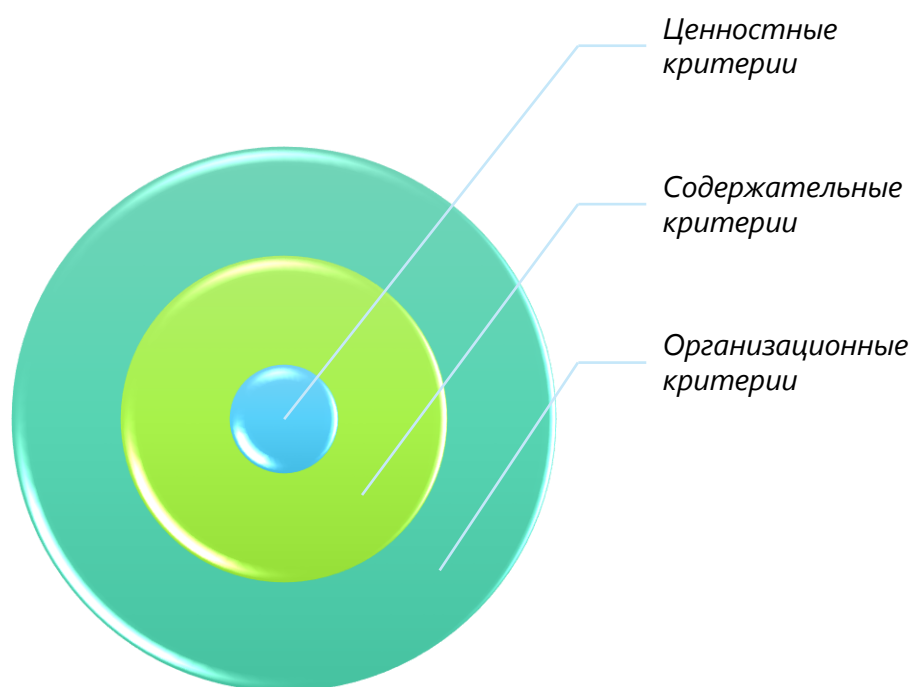 Ценностные
критерии
Содержательные
критерии
Организационные
критерии